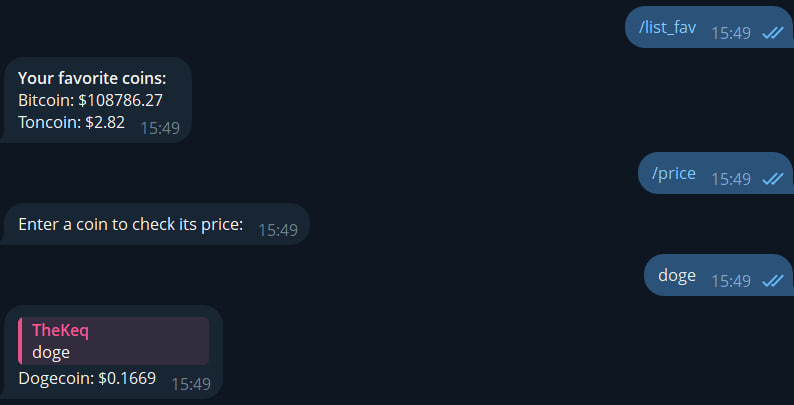 /list_fav 15:49
Your favorite coins:
Bitcoin: $108786.27
Toncoin: $2.82 15:49
/price 15:49
Enter a coin to check its price: 15:49
doge 15:49
TheKeq
doge
Dogecoin: $0.1669 15:49